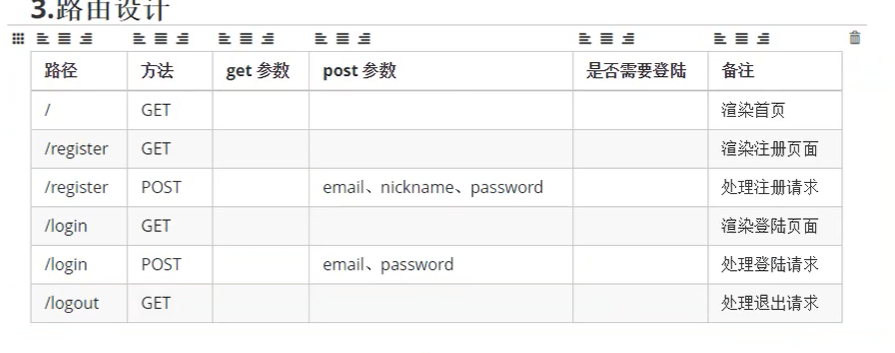 3.路由设计
路径 方法 get 参数 post 参数 是否需要登陆 备注
/ GET 渲染首页
/register GET 渲染注册页面
/register POST email、nickname、password 处理注册请求
/login GET 渲染登陆页面
/login POST email、password 处理登陆请求
/logout GET 处理退出请求